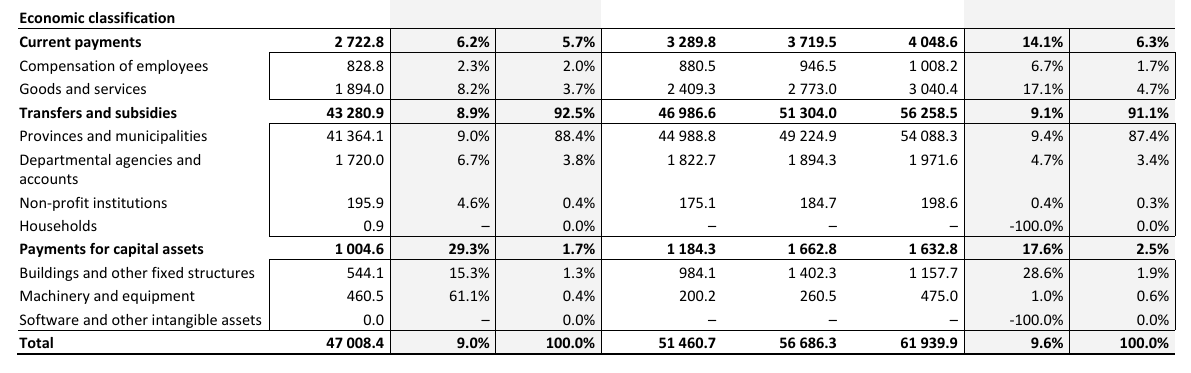 Economic classification
Current payments 2 722.8 6.2% 5.7% 3 289.8 3 719.5 4 048.6 14.1% 6.3%
Compensation of employees 828.8 2.3% 2.0% 880.5 946.5 1 008.2 6.7% 1.7%
Goods and services 1 894.0 8.2% 3.7% 2 409.3 2 773.0 3 040.4 17.1% 4.7%
Transfers and subsidies 43 280.9 8.9% 92.5% 46 986.6 51 304.0 56 258.5 9.1% 91.1%
Provinces and municipalities 41 364.1 9.0% 88.4% 44 988.8 49 224.9 54 088.3 9.4% 87.4%
Departmental agencies and 1 720.0 6.7% 3.8% 1 822.7 1 894.3 1 971.6 4.7% 3.4%
accounts
Non-profit institutions 195.9 4.6% 0.4% 175.1 184.7 198.6 0.4% 0.3%
Households 0.9 – 0.0% – – – -100.0% 0.0%
Payments for capital assets 1 004.6 29.3% 1.7% 1 184.3 1 662.8 1 632.8 17.6% 2.5%
Buildings and other fixed structures 544.1 15.3% 1.3% 984.1 1 402.3 1 157.7 28.6% 1.9%
Machinery and equipment 460.5 61.1% 0.4% 200.2 260.5 475.0 1.0% 0.6%
Software and other intangible assets 0.0 – 0.0% – – – -100.0% 0.0%
Total 47 008.4 9.0% 100.0% 51 460.7 56 686.3 61 939.9 9.6% 100.0%